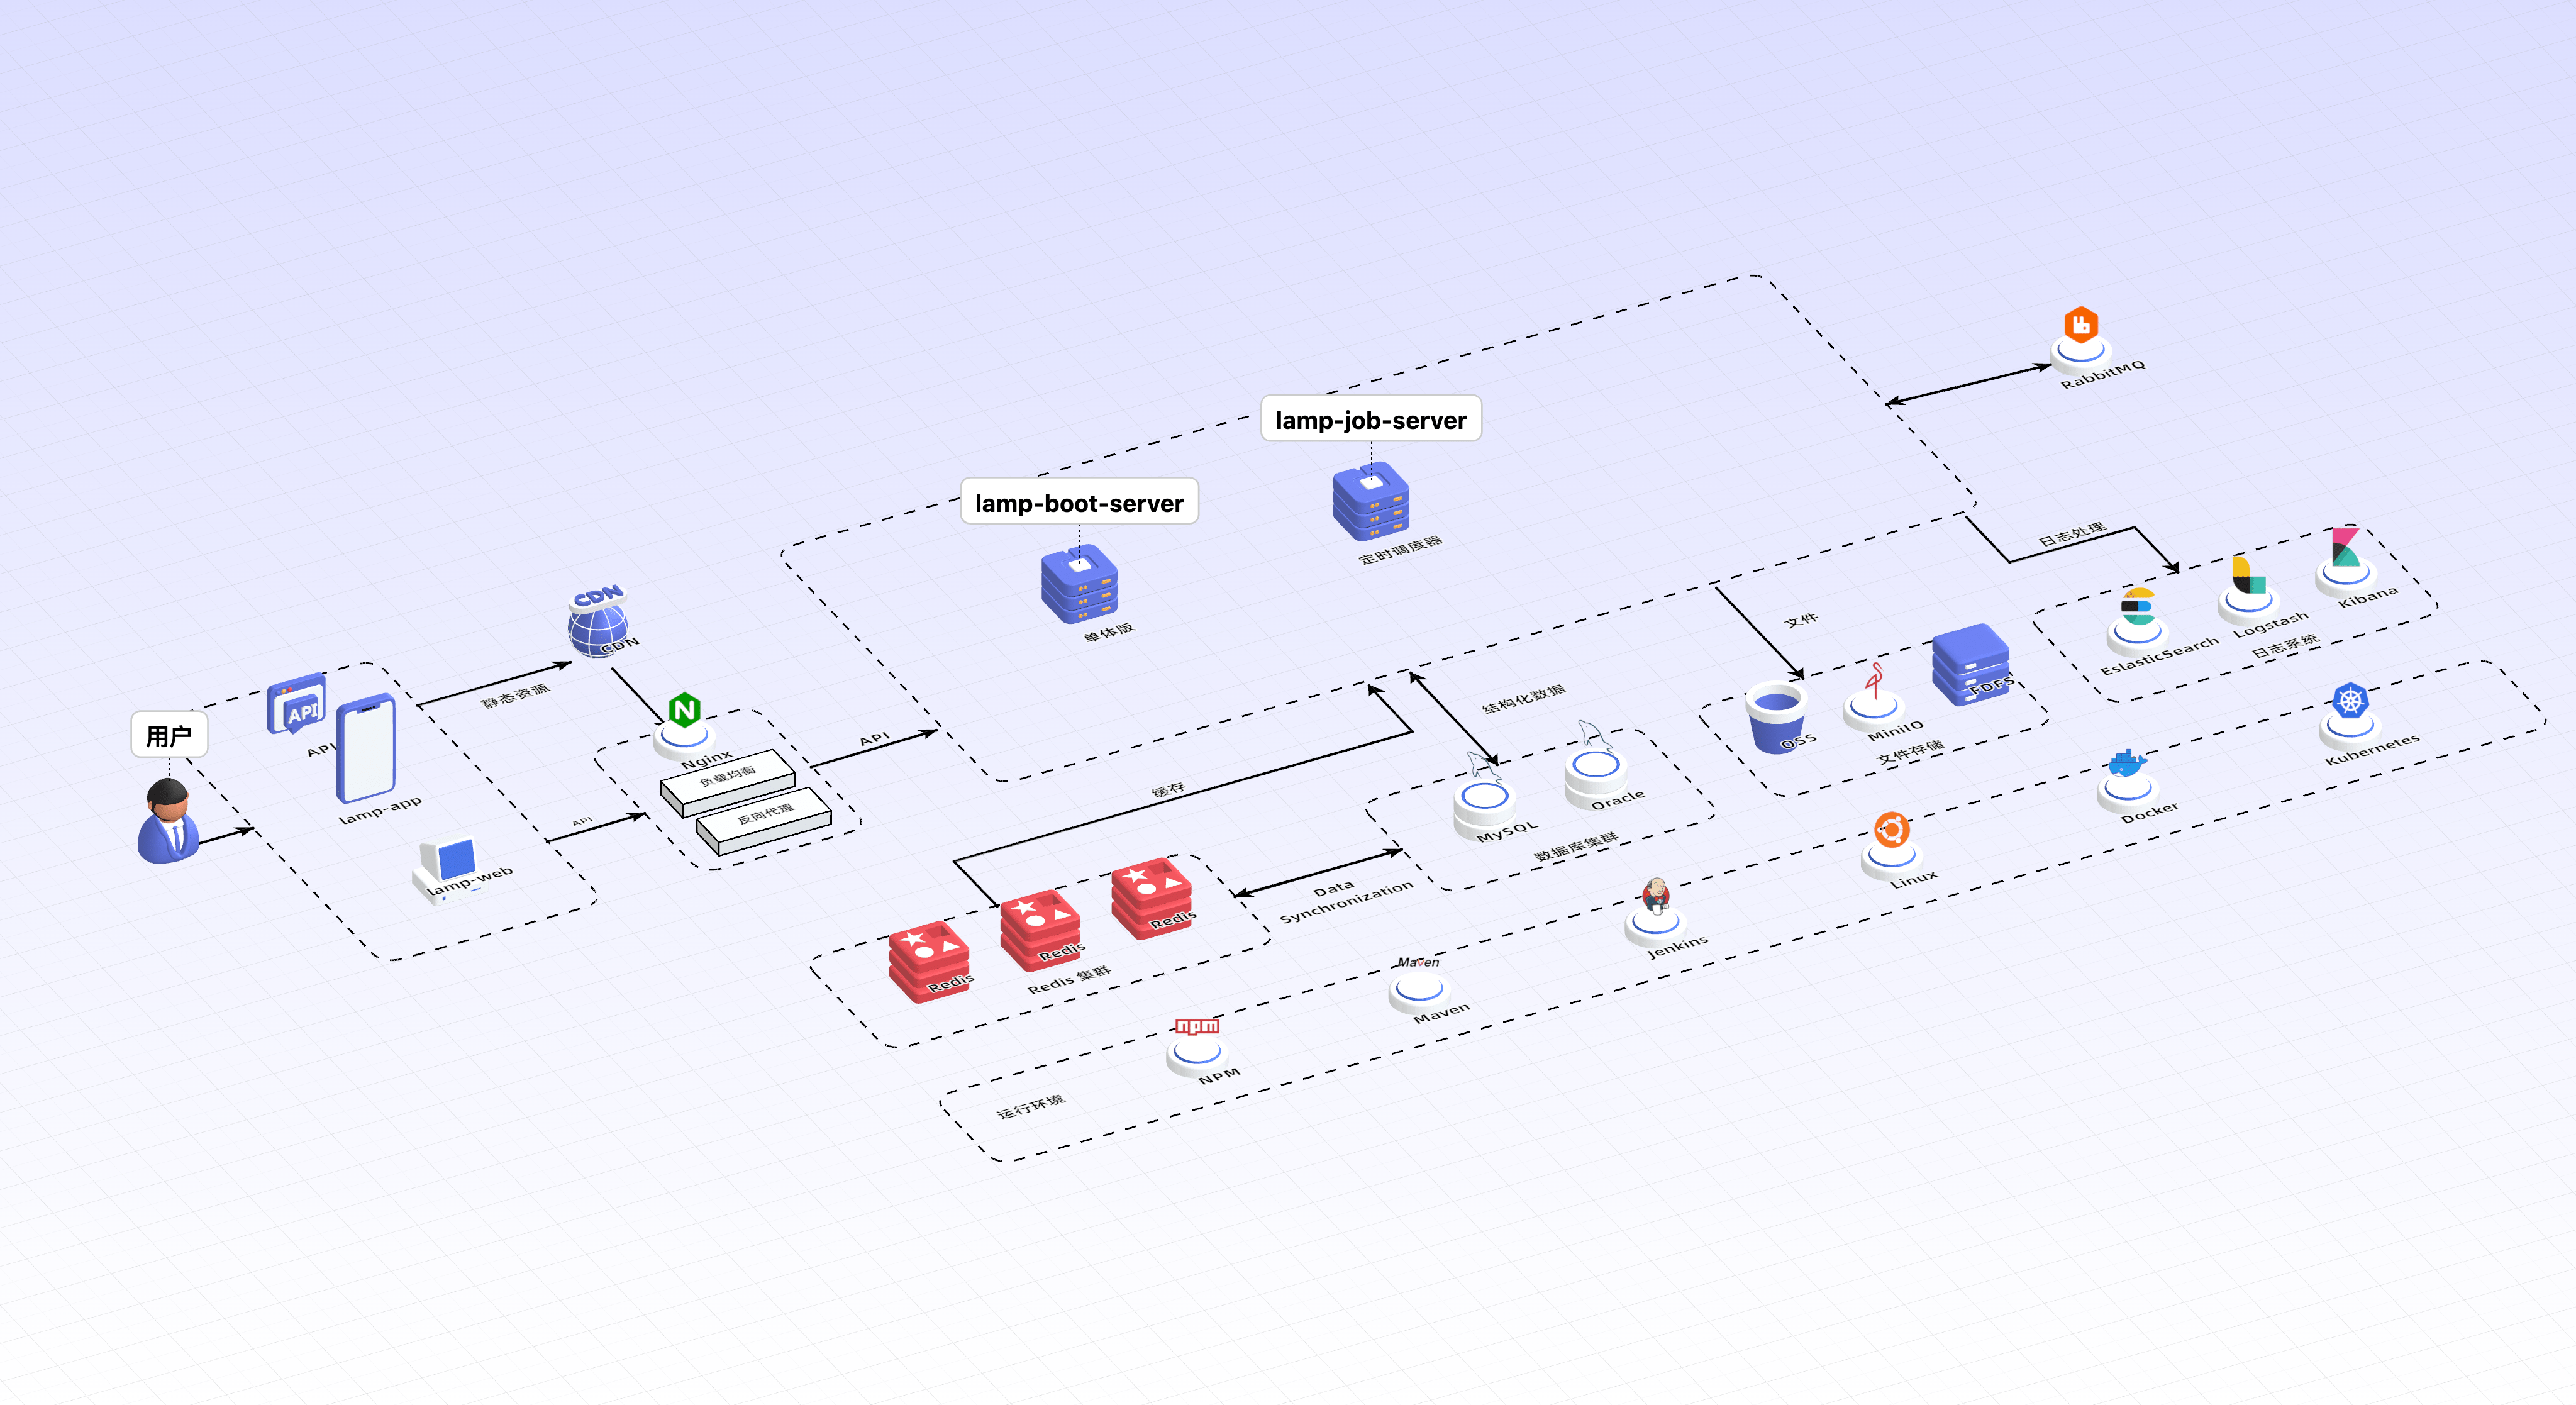 用户
API
API
lamp-app
lamp-web
静态资源
CDN
CDN
API
Nginx
负载均衡
反向代理
API
lamp-boot-server
单体版
lamp-job-server
定时调度器
RabbitMQ
日志处理
EslasticSearch
Logstash
Kibana
日志系统
文件
OSS
MiniIO
FDFS
文件存储
结构化数据
MySQL
Oracle
数据库集群
缓存
Redis
Redis
Redis
Redis 集群
Data
Synchronization
运行环境
npm
NPM
Maven
Maven
Jenkins
Linux
Docker
Kubernetes